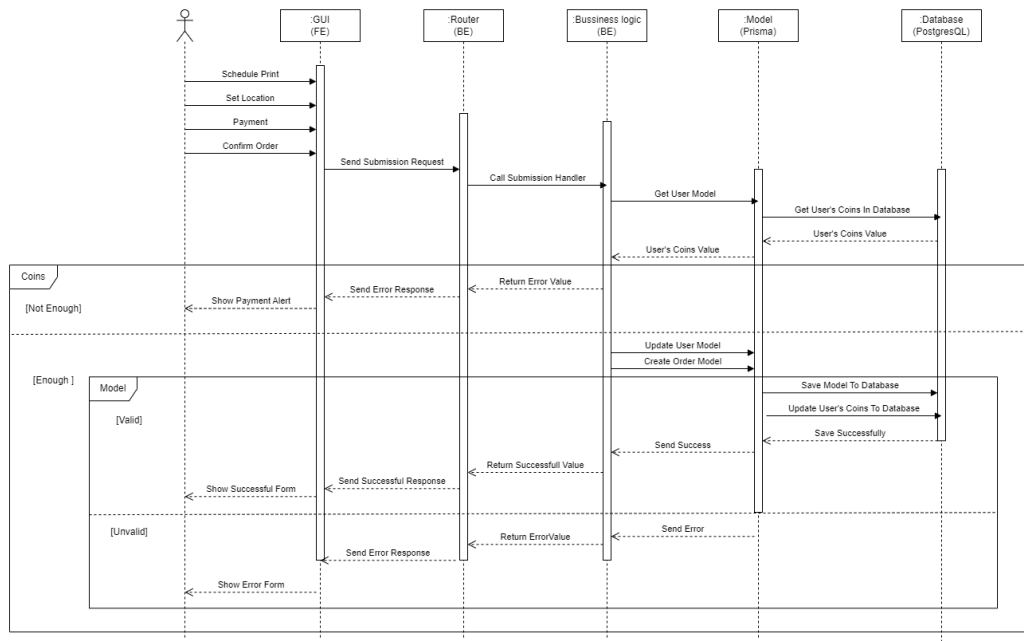 :GUI
(FE)
:Router
(BE)
:Bussiness logic
(BE)
:Model
(Prisma)
:Database
(PostgresQL)
Schedule Print
Set Location
Payment
Confirm Order
Send Submission Request
Call Submission Handler
Get User Model
Get User's Coins In Database
User's Coins Value
User's Coins Value
Coins
Return Error Value
Send Error Response
Show Payment Alert
[Not Enough]
Update User Model
Create Order Model
[Enough ]
Model
Save Model To Database
Update User's Coins To Database
[Valid]
Save Successfully
Send Success
Return Successfull Value
Send Successful Response
Show Successful Form
[Unvalid]
Send Error
Return ErrorValue
Send Error Response
Show Error Form